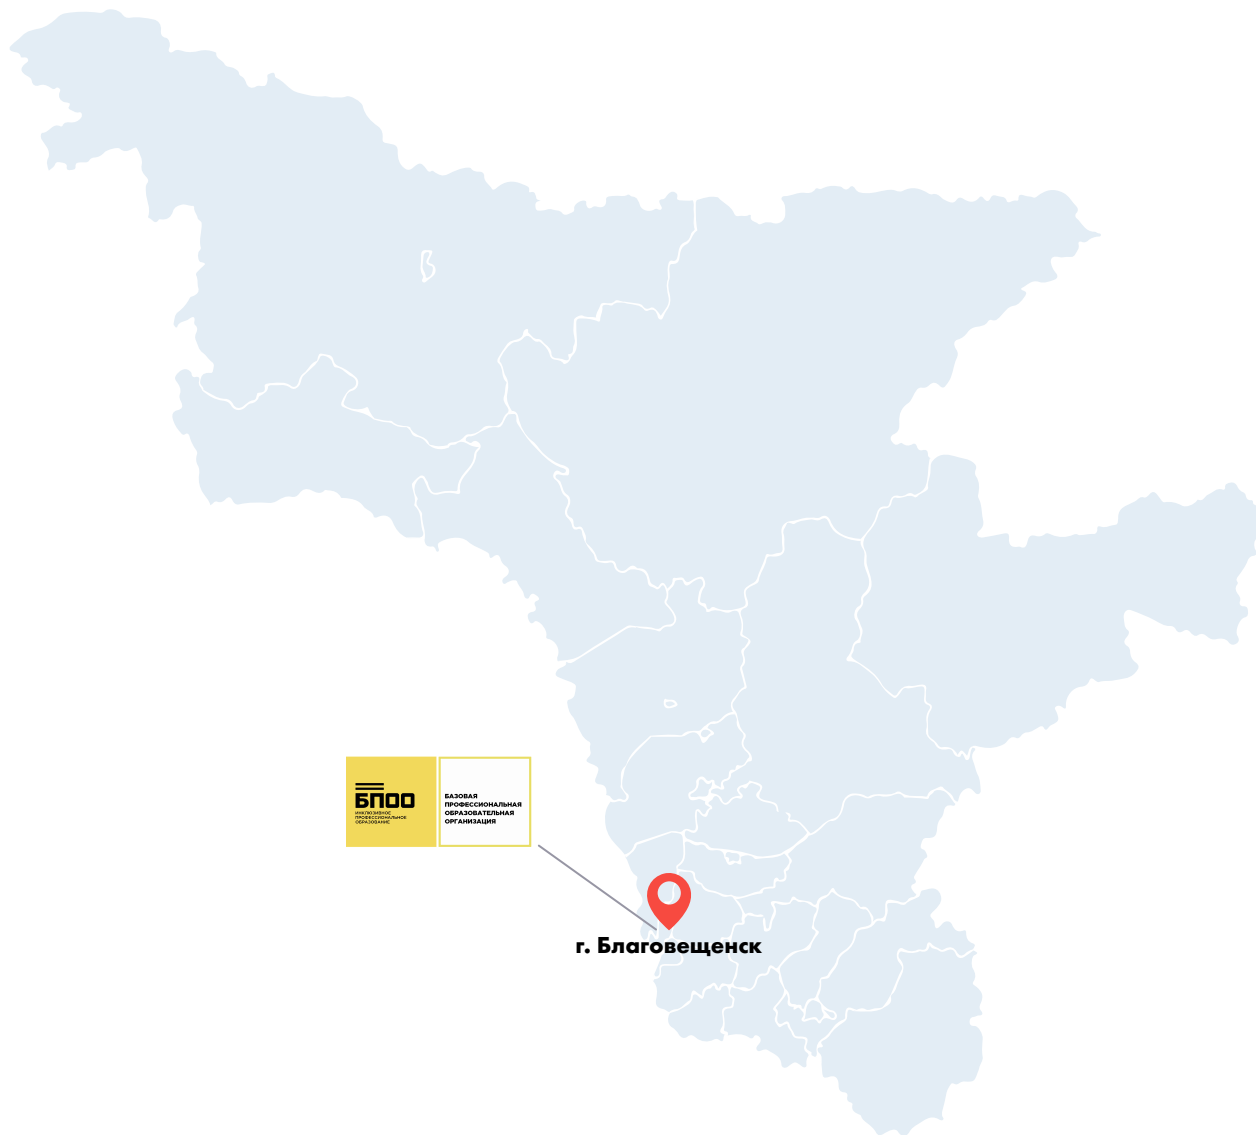 БПОО
ИНКЛЮЗИВНОЕ
ПРОФЕССИОНАЛЬНОЕ
ОБРАЗОВАНИЕ
БАЗОВАЯ
ПРОФЕССИОНАЛЬНАЯ
ОБРАЗОВАТЕЛЬНАЯ
ОРГАНИЗАЦИЯ
г. Благовещенск